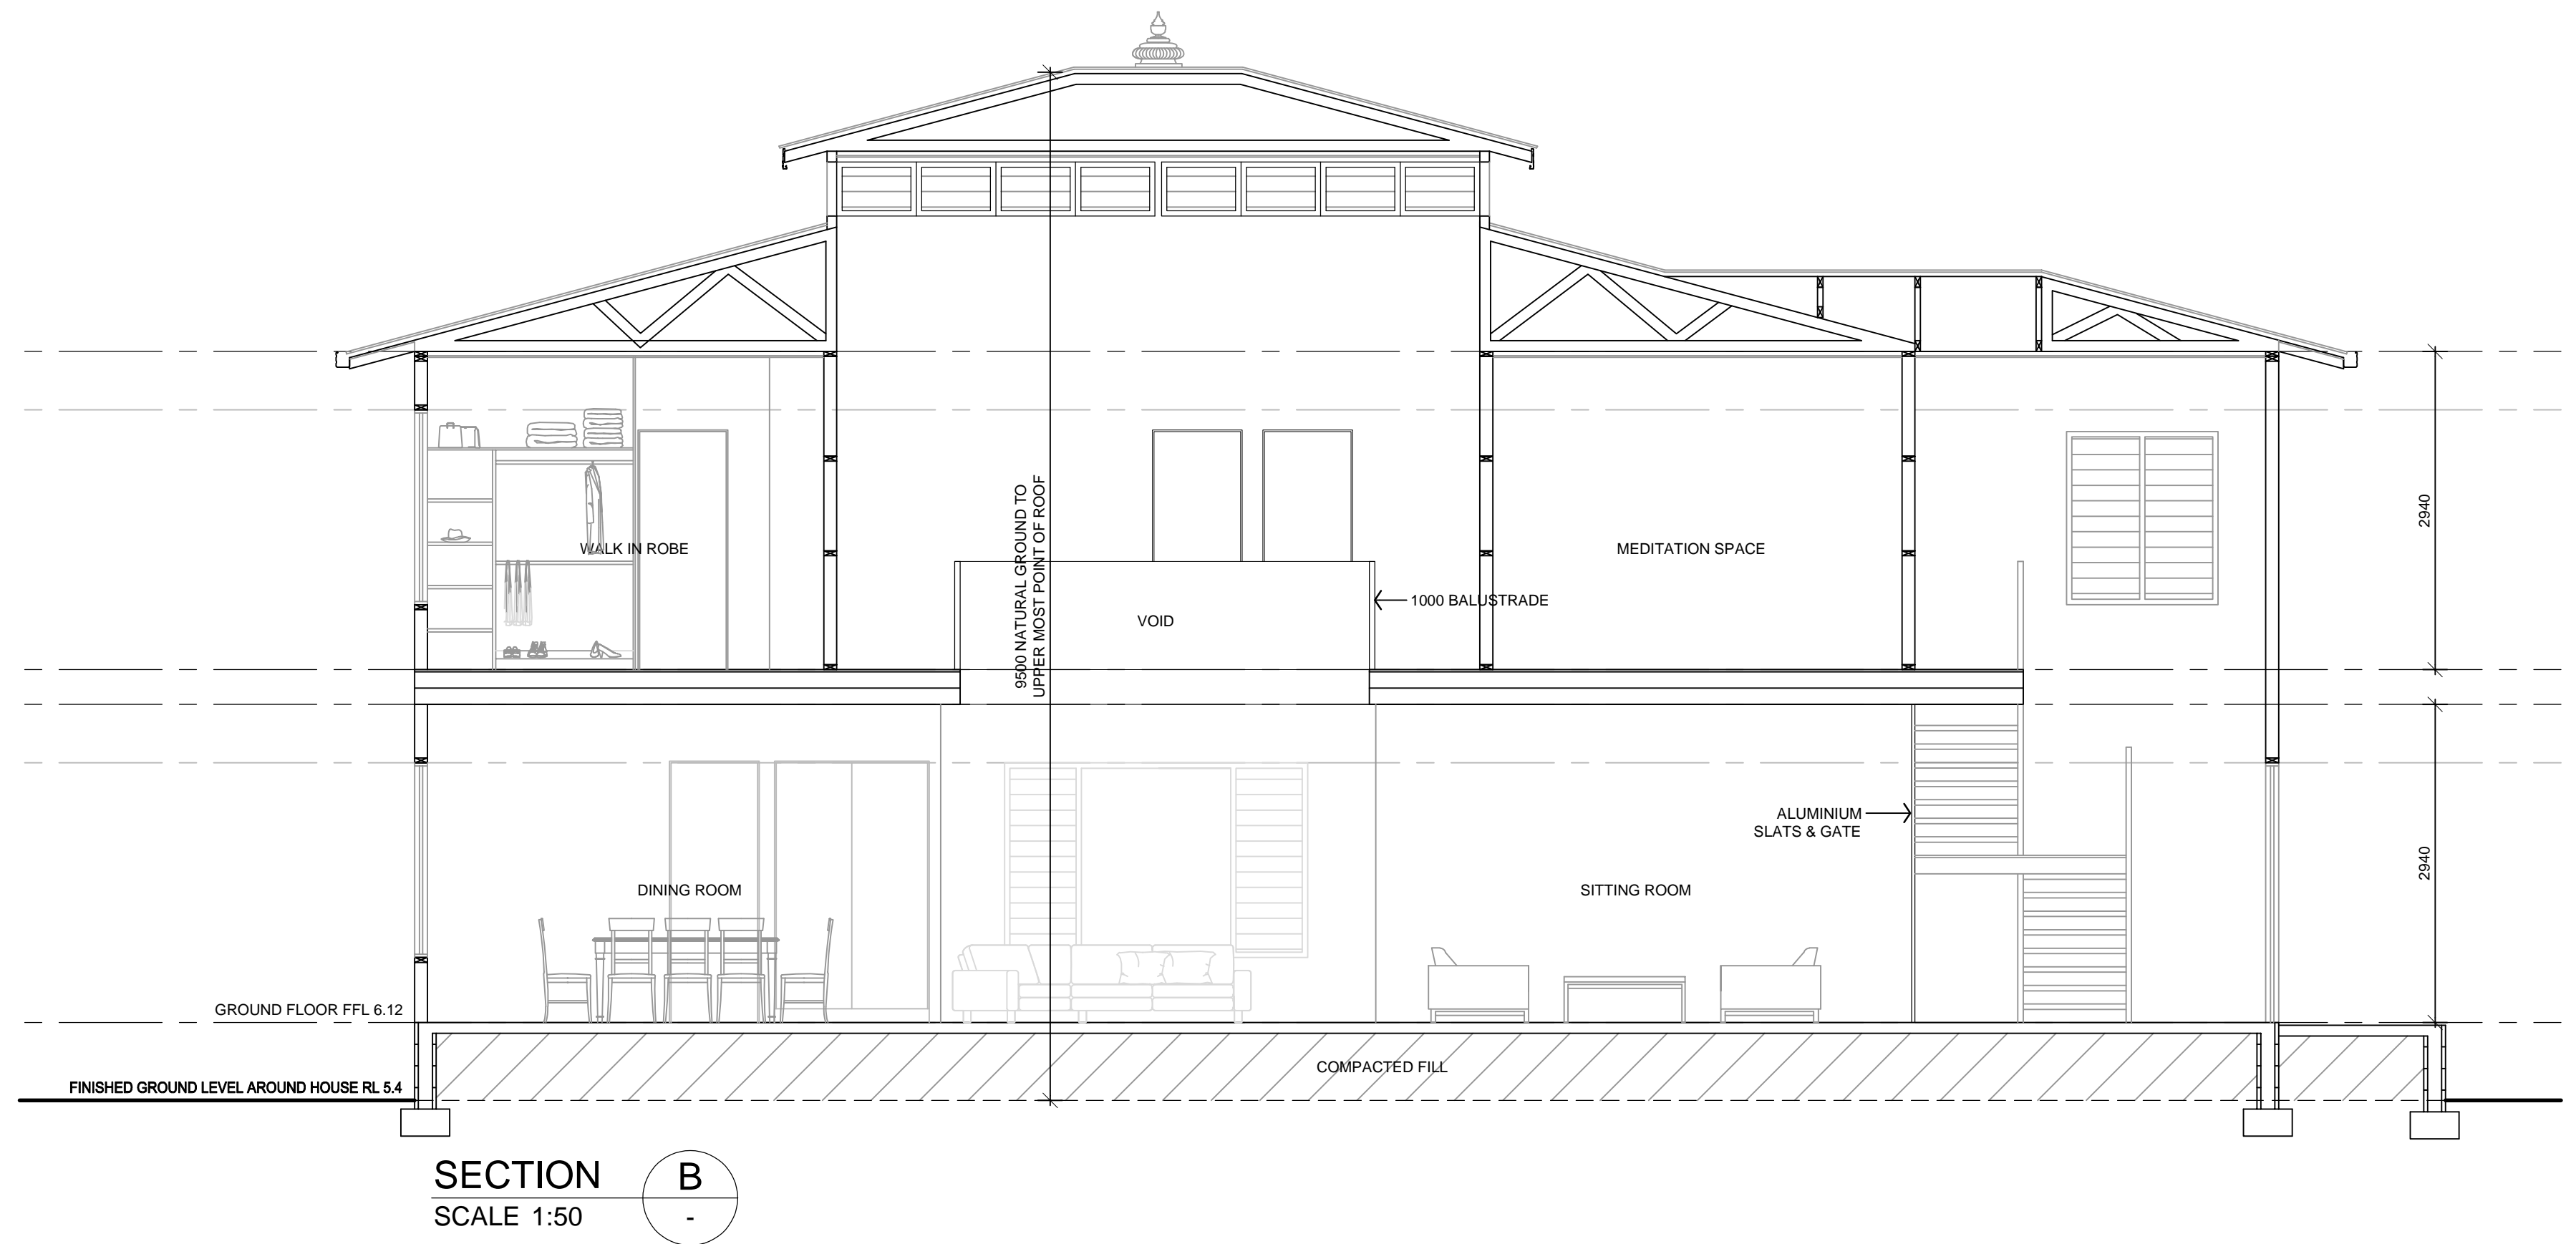 2940
WALK IN ROBE
9500 NATURAL GROUND TO
UPPER MOST POINT OF ROOF
MEDITATION SPACE
1000 BALUSTRADE
VOID
ALUMINIUM
SLATS & GATE
2940
DINING ROOM
SITTING ROOM
GROUND FLOOR FFL 6.12
COMPACTED FILL
FINISHED GROUND LEVEL AROUND HOUSE RL 5.4
SECTION
B
SCALE 1:50
-